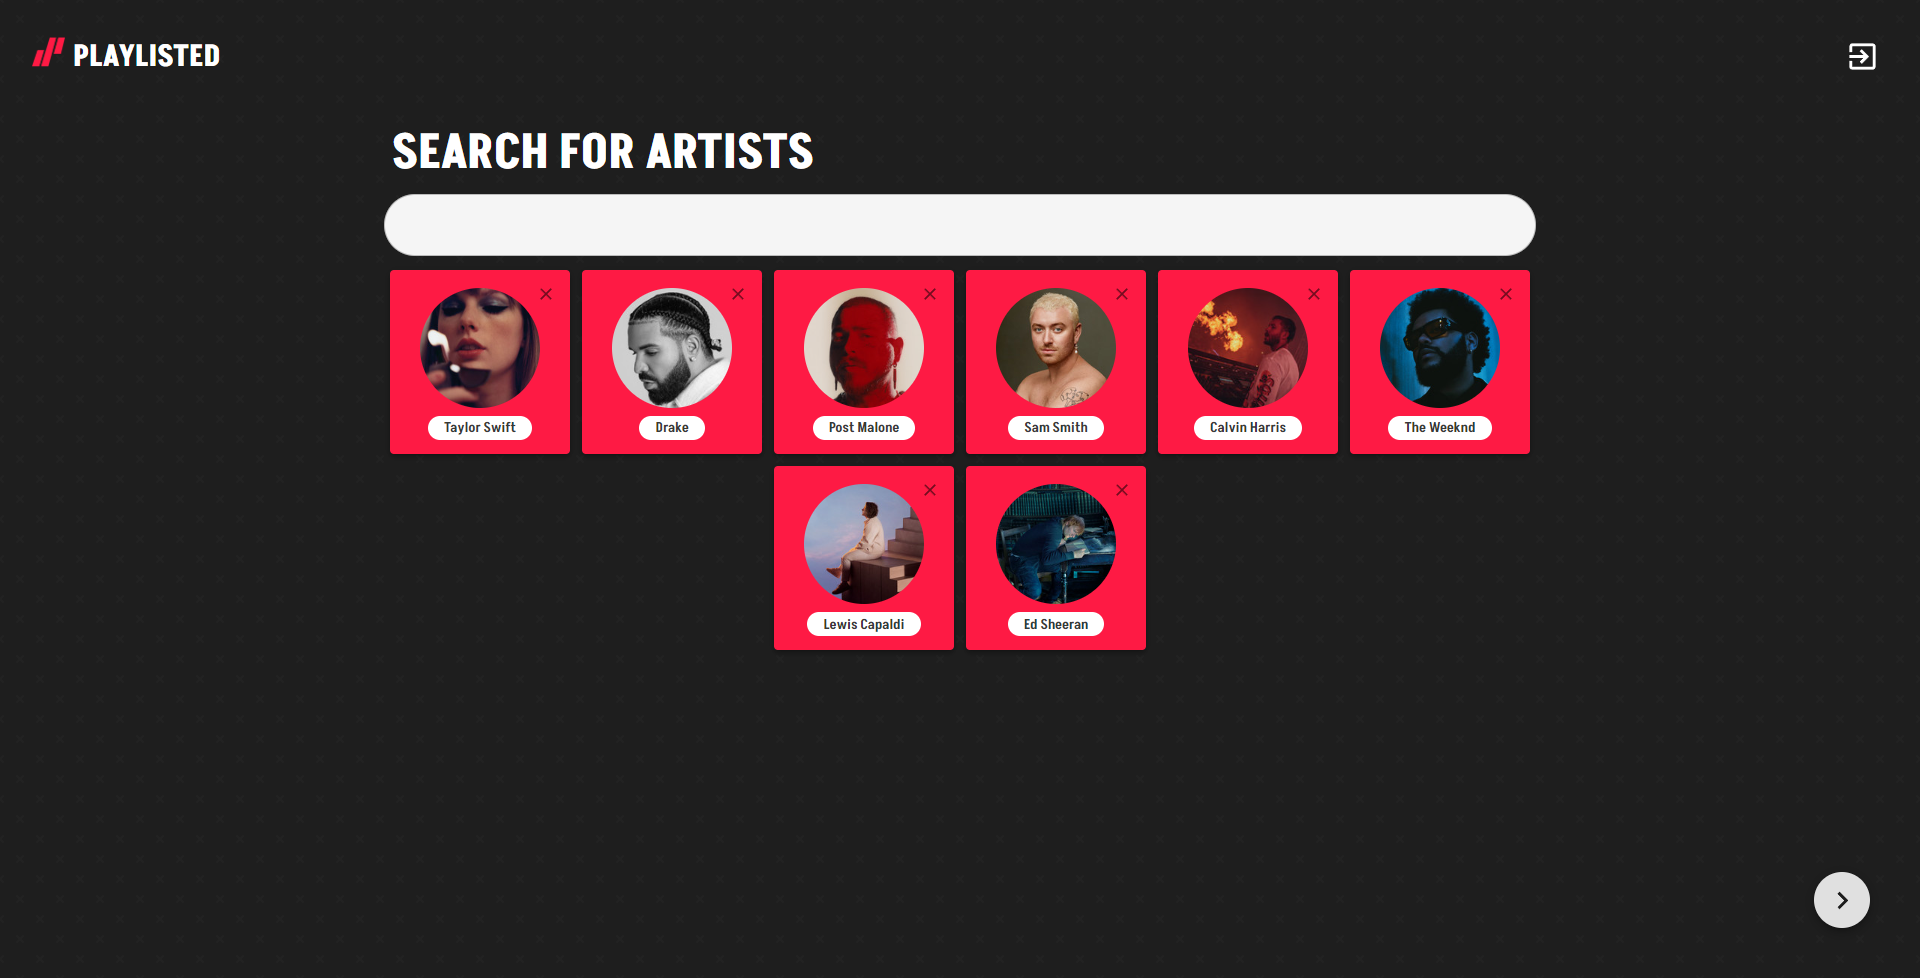 PLAYLISTED
SEARCH FOR ARTISTS
Taylor Swift
Drake
Post Malone
Sam Smith
Calvin Harris
The Weeknd
Lewis Capaldi
Ed Sheeran